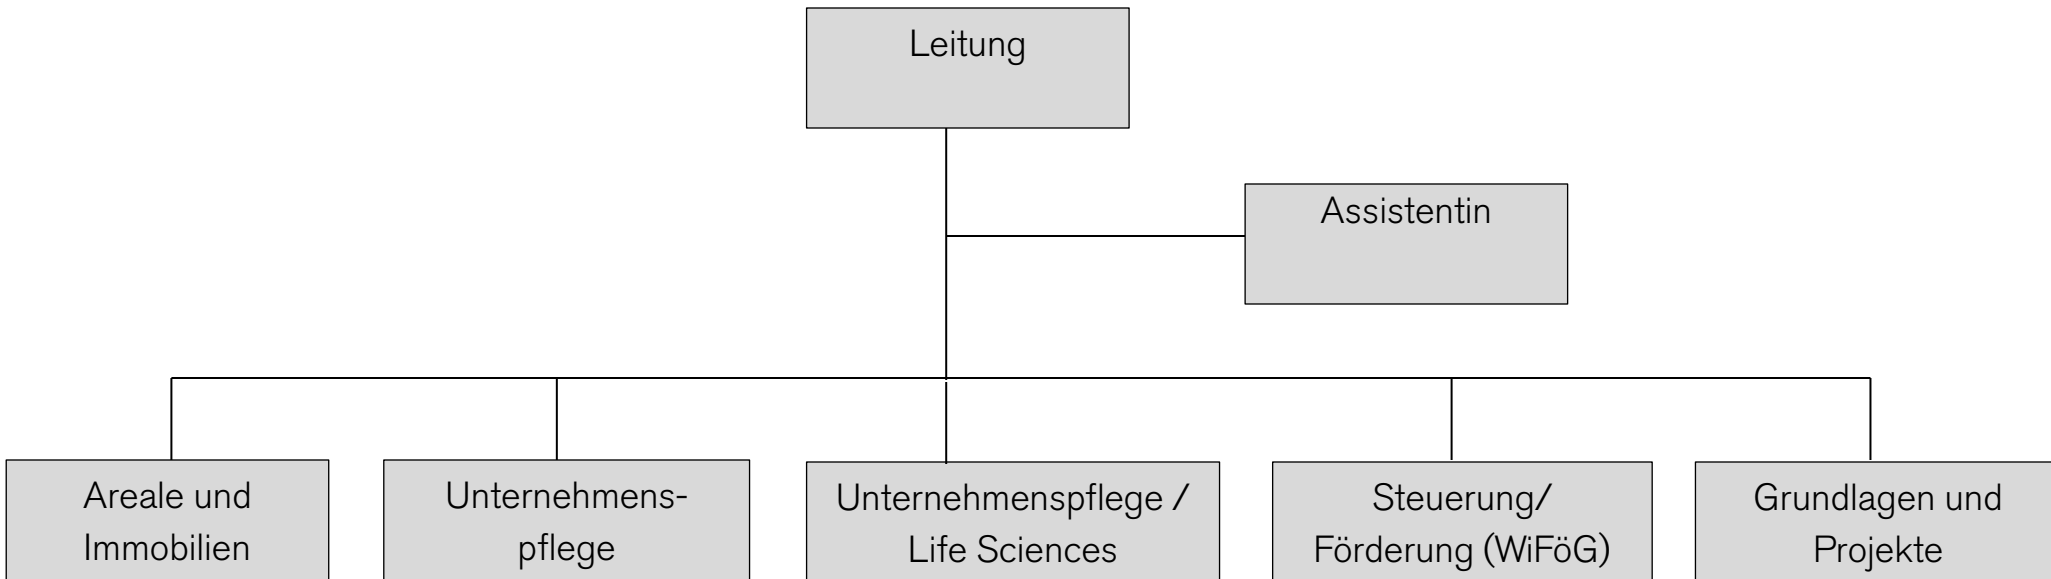 Leitung
Assistentin
Areale und
Immobilien
Unternehmens-
pflege
Unternehmenspflege /
Life Sciences
Steuerung/
Förderung (WiFöG)
Grundlagen und
Projekte